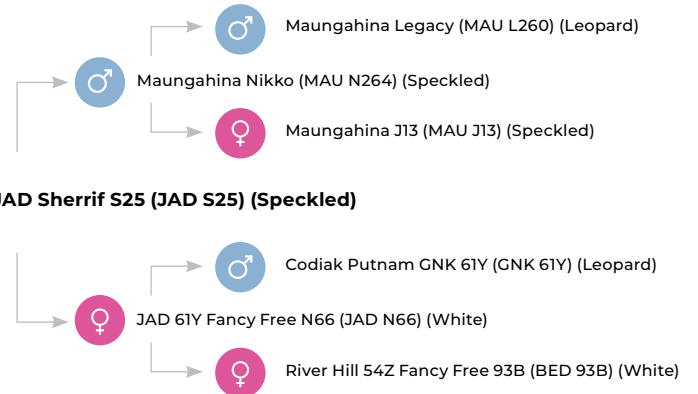 Maungahina Legacy (MAU L260) (Leopard)
Maungahina Nikko (MAU N264) (Speckled)
Maungahina J13 (MAU J13) (Speckled)
JAD Sherrif S25 (JAD S25) (Speckled)
Codiak Putnam GNK 61Y (GNK 61Y) (Leopard)
JAD 61Y Fancy Free N66 (JAD N66) (White)
River Hill 54Z Fancy Free 93B (BED 93B) (White)